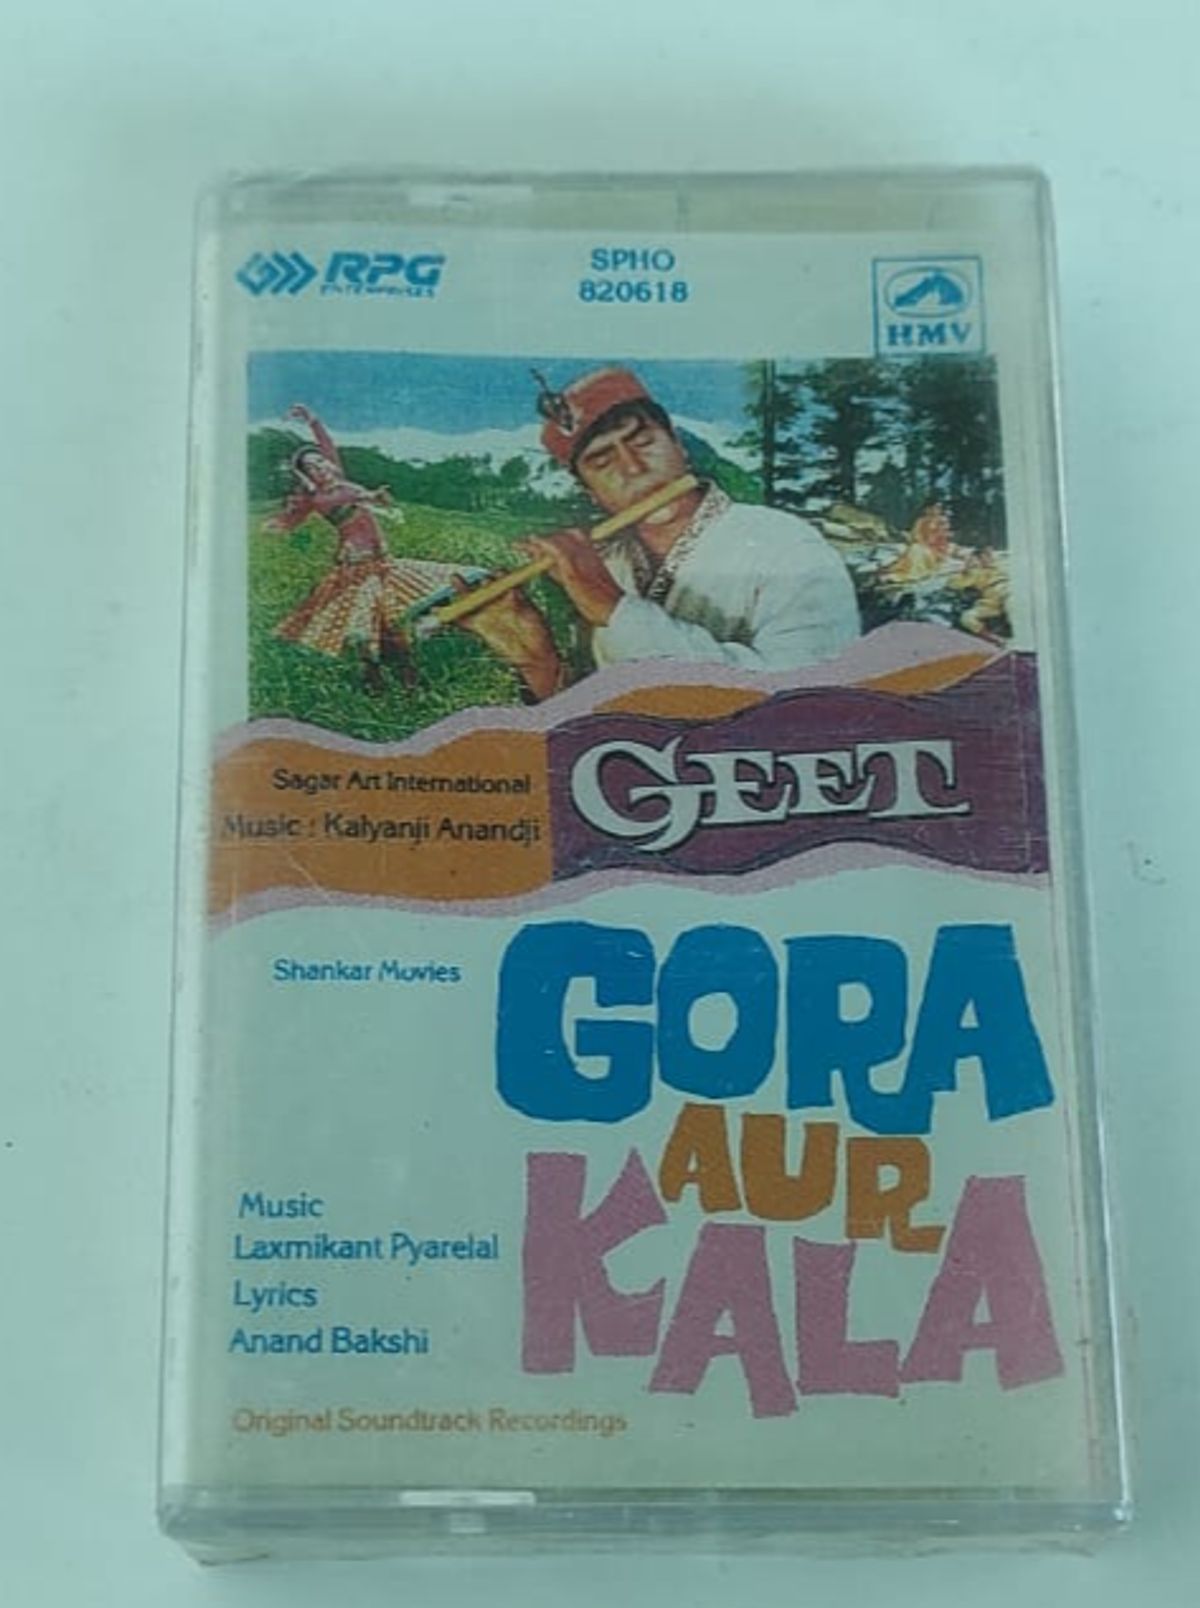 RPG
ENTERPRISES
SPHO
820618
HMV
GEET
Sagar Art International
Music : Kalyanji Anandji
Shankar Movies
GORA
AUR
KALA
Music
Laxmikant Pyarelal
Lyrics
Anand Bakshi
Original Soundtrack Recordings